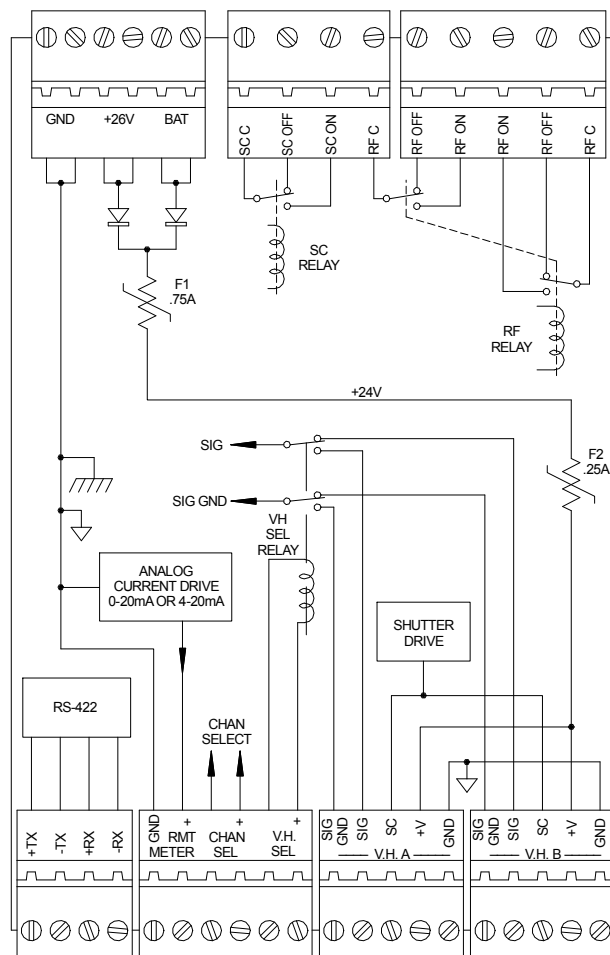 GND +26V BAT
SC C SC OFF SC ON RF C
RF OFF RF ON RF ON RF OFF RF C
SC
RELAY
F1
.75A
RF
RELAY
+24V
SIG
F2
.25A
SIG GND
VH
SEL
RELAY
ANALOG
CURRENT DRIVE
0-20mA OR 4-20mA
SHUTTER
DRIVE
RS-422
CHAN
SELECT
+TX -TX +RX -RX
GND + RMT METER
+ CHAN SEL
+ V.H. SEL
SIG GND SIG SC +V GND
V.H. A
SIG GND SIG SC +V GND
V.H. B